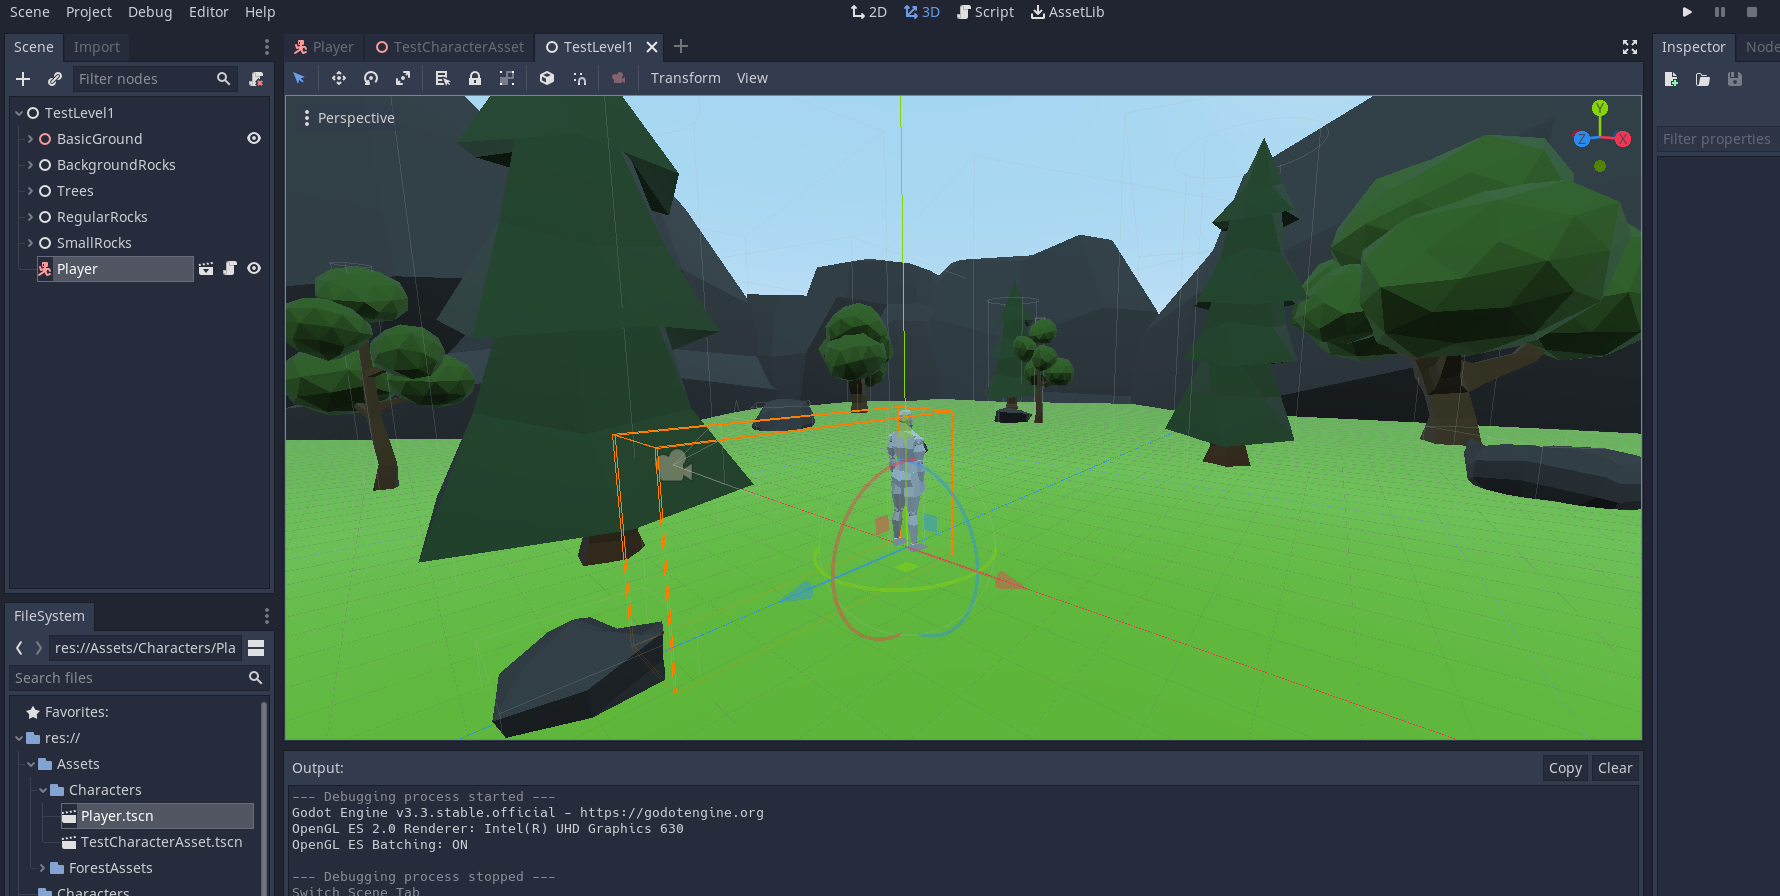 Scene Project Debug Editor Help
2D 3D Script AssetLib
Scene Import
Player TestCharacterAsset TestLevel1
Inspector Node
Filter nodes
Transform View
TestLevel1
BasicGround
BackgroundRocks
Trees
RegularRocks
SmallRocks
Player
Perspective
Y
Z X
Filter properties
FileSystem
res://Assets/Characters/Pla
Search files
Favorites:
res://
Assets
Characters
Player.tscn
TestCharacterAsset.tscn
ForestAssets
Characters
Output:
Copy Clear
--- Debugging process started ---
Godot Engine v3.3.stable.official - https://godotengine.org
OpenGL ES 2.0 Renderer: Intel(R) UHD Graphics 630
OpenGL ES Batching: ON
--- Debugging process stopped ---
Switch Scene Tab